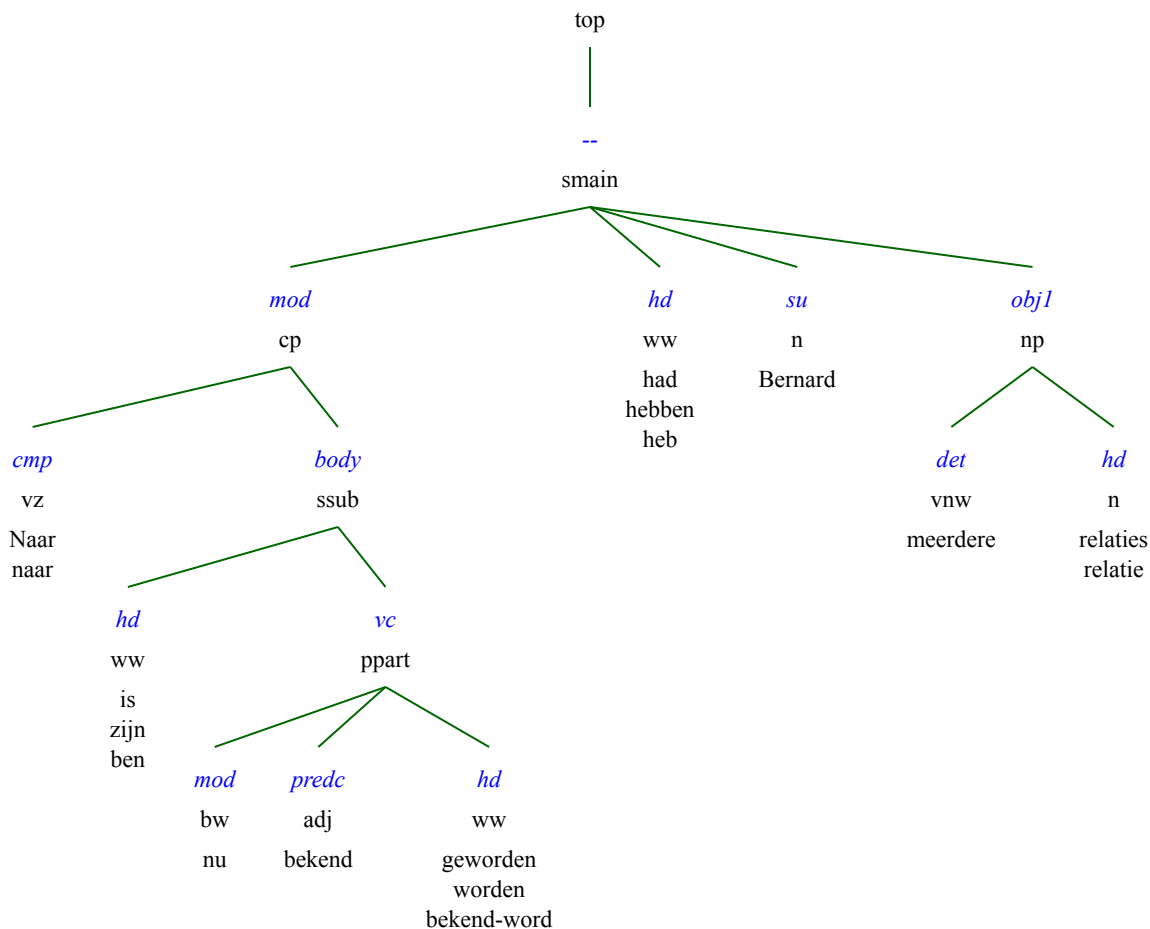 top
--
smain
mod hd su obj1
cp ww n np
had Bernard
hebben
heb
cmp body det hd
vz ssub vnw n
Naar meerdere relaties
naar relatie
hd vc
ww ppart
is
zijn
ben
mod predc hd
bw adj ww
nu bekend geworden
worden
bekend-word